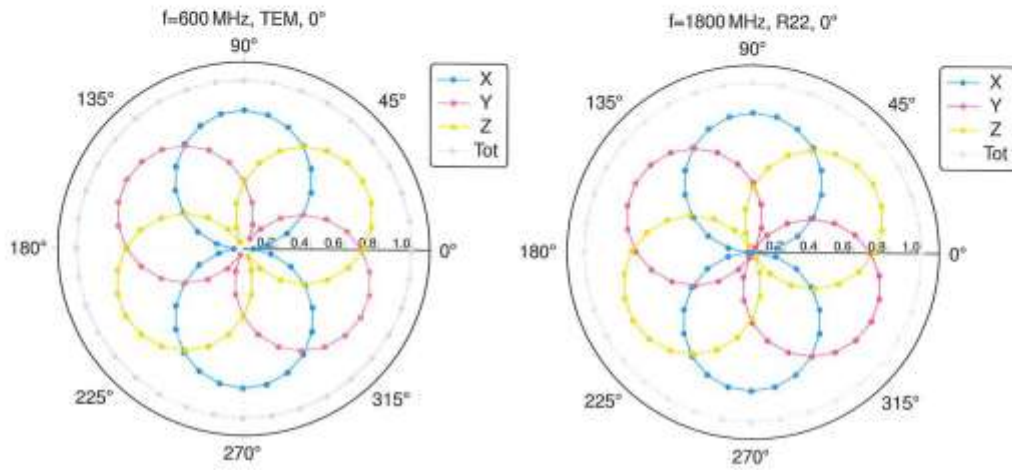 f=600 MHz, TEM, 0°
90°
135°
45°
X
Y
Z
Tot
180°
0.2 0.4 0.6 0.8 1.0
0°
225°
315°
270°
f=1800 MHz, R22, 0°
90°
135°
45°
X
Y
Z
Tot
180°
0.2 0.4 0.6 0.8 1.0
0°
225°
315°
270°